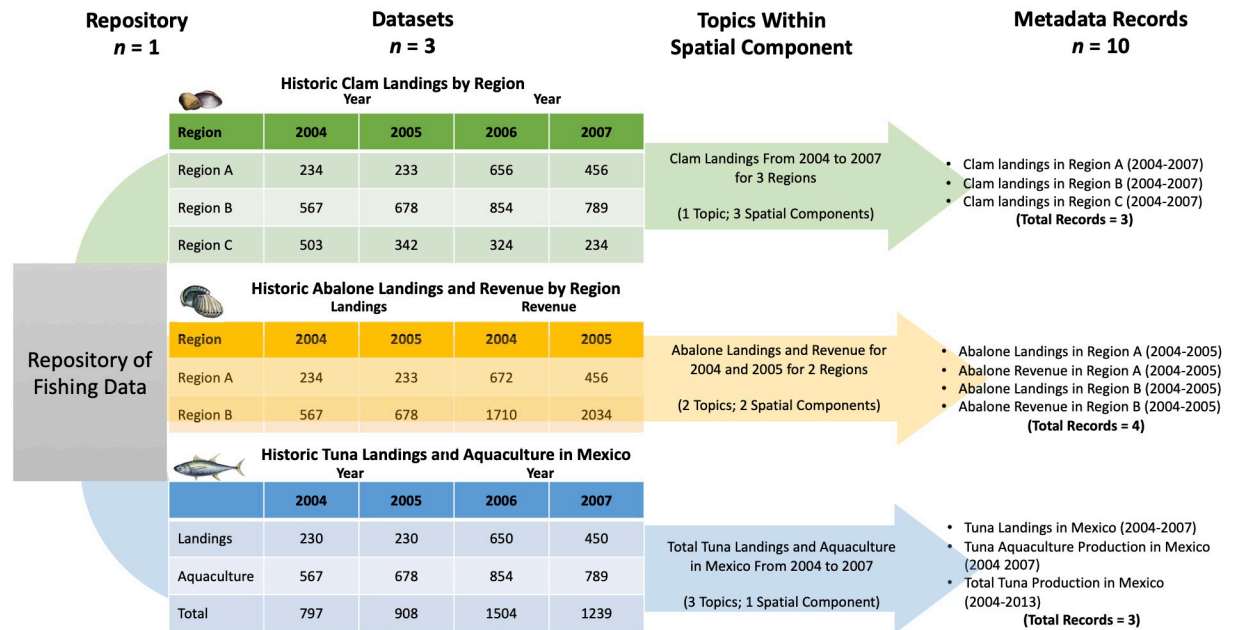 Repository
n = 1
Datasets
n = 3
Topics Within
Spatial Component
Metadata Records
n = 10
Repository of
Fishing Data
Historic Clam Landings by Region
Year Year
Region 2004 2005 2006 2007
Region A 234 233 656 456
Region B 567 678 854 789
Region C 503 342 324 234
Clam Landings From 2004 to 2007
for 3 Regions
(1 Topic; 3 Spatial Components)
• Clam landings in Region A (2004-2007)
• Clam landings in Region B (2004-2007)
• Clam landings in Region C (2004-2007)
(Total Records = 3)
Historic Abalone Landings and Revenue by Region
Landings Revenue
Region 2004 2005 2004 2005
Region A 234 233 672 456
Region B 567 678 1710 2034
Abalone Landings and Revenue for
2004 and 2005 for 2 Regions
(2 Topics; 2 Spatial Components)
• Abalone Landings in Region A (2004-2005)
• Abalone Revenue in Region A (2004-2005)
• Abalone Landings in Region B (2004-2005)
• Abalone Revenue in Region B (2004-2005)
(Total Records = 4)
Historic Tuna Landings and Aquaculture in Mexico
Year Year
2004 2005 2006 2007
Landings 230 230 650 450
Aquaculture 567 678 854 789
Total 797 908 1504 1239
Total Tuna Landings and Aquaculture
in Mexico From 2004 to 2007
(3 Topics; 1 Spatial Component)
• Tuna Landings in Mexico (2004-2007)
• Tuna Aquaculture Production in Mexico
(2004 2007)
• Total Tuna Production in Mexico
(2004-2013)
(Total Records = 3)